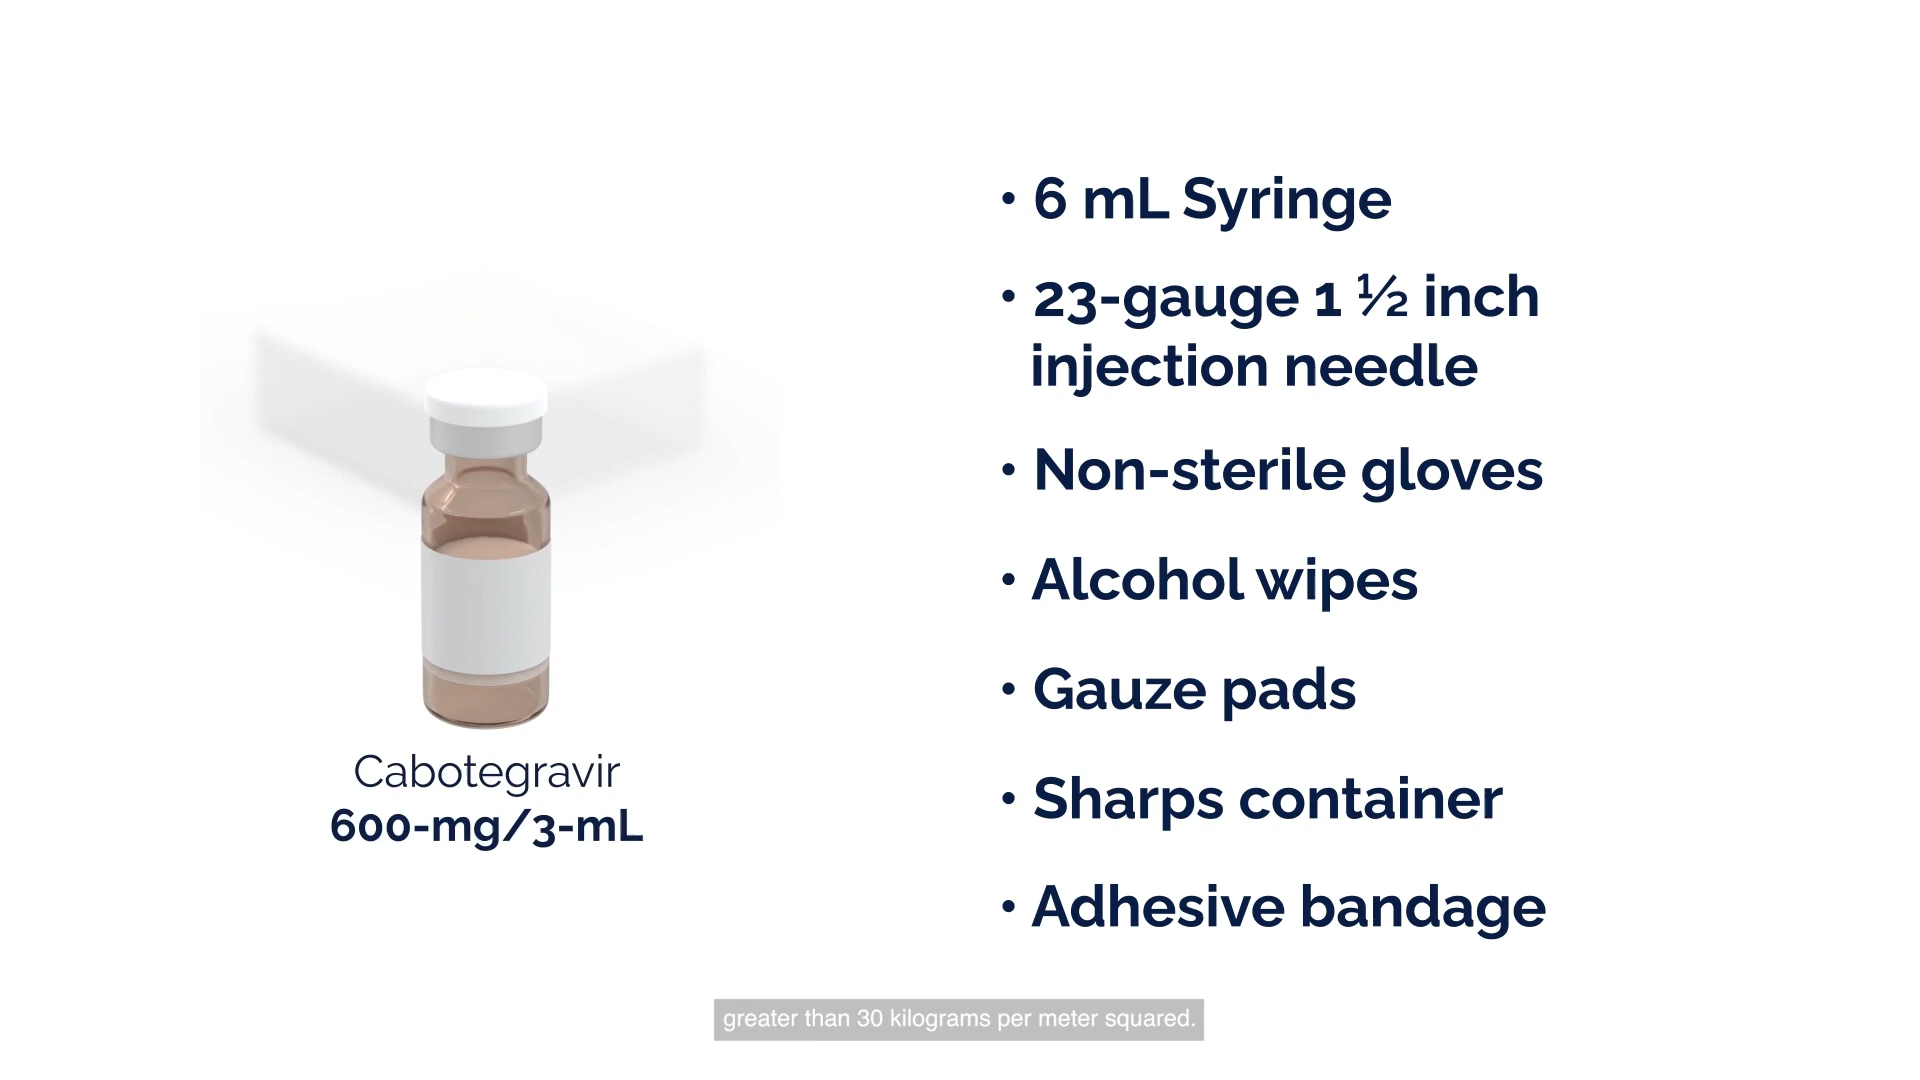 Cabotegravir
600-mg/3-mL
• 6 mL Syringe
• 23-gauge 1 ½ inch
injection needle
• Non-sterile gloves
• Alcohol wipes
• Gauze pads
• Sharps container
• Adhesive bandage
greater than 30 kilograms per meter squared.